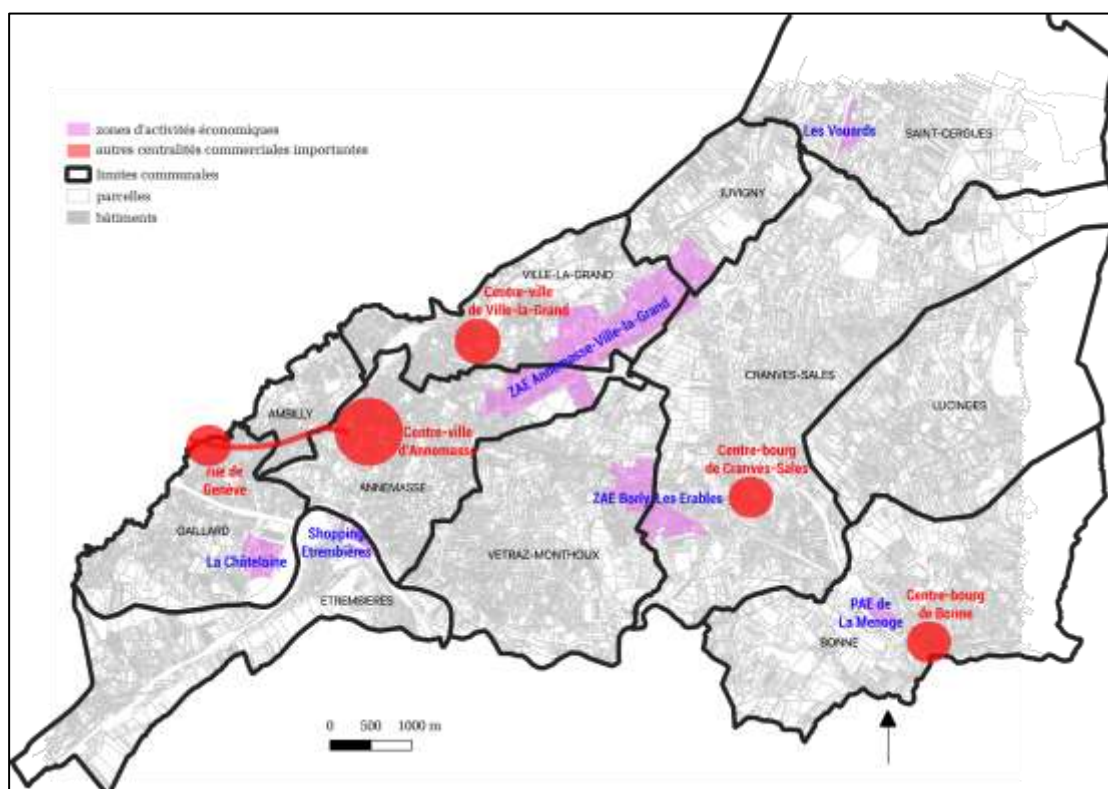 zones d'activités économiques
autres centralités commerciales importantes
limites communales
parcelles
bâtiments
Les Vouards
SAINT-CERGUES
JUVIGNY
VILLE-LA-GRAND
Centre-ville
de Ville-la-Grand
ZAE Annemasse-Ville-la-Grand
CRANVES-SALES
LUCINGES
AMBILLY
Centre-ville
d'Annemasse
rue de
Genève
ANNEMASSE
Centre-bourg
de Cranves-Sales
ZAE Borly Les Erables
GAILLARD
Shopping
Etrembières
La Châtelaine
VETRAZ-MONTHOUX
ETREMBIERES
PAE de
La Menoge
Centre-bourg
de Bonne
BONNE
0 500 1000 m